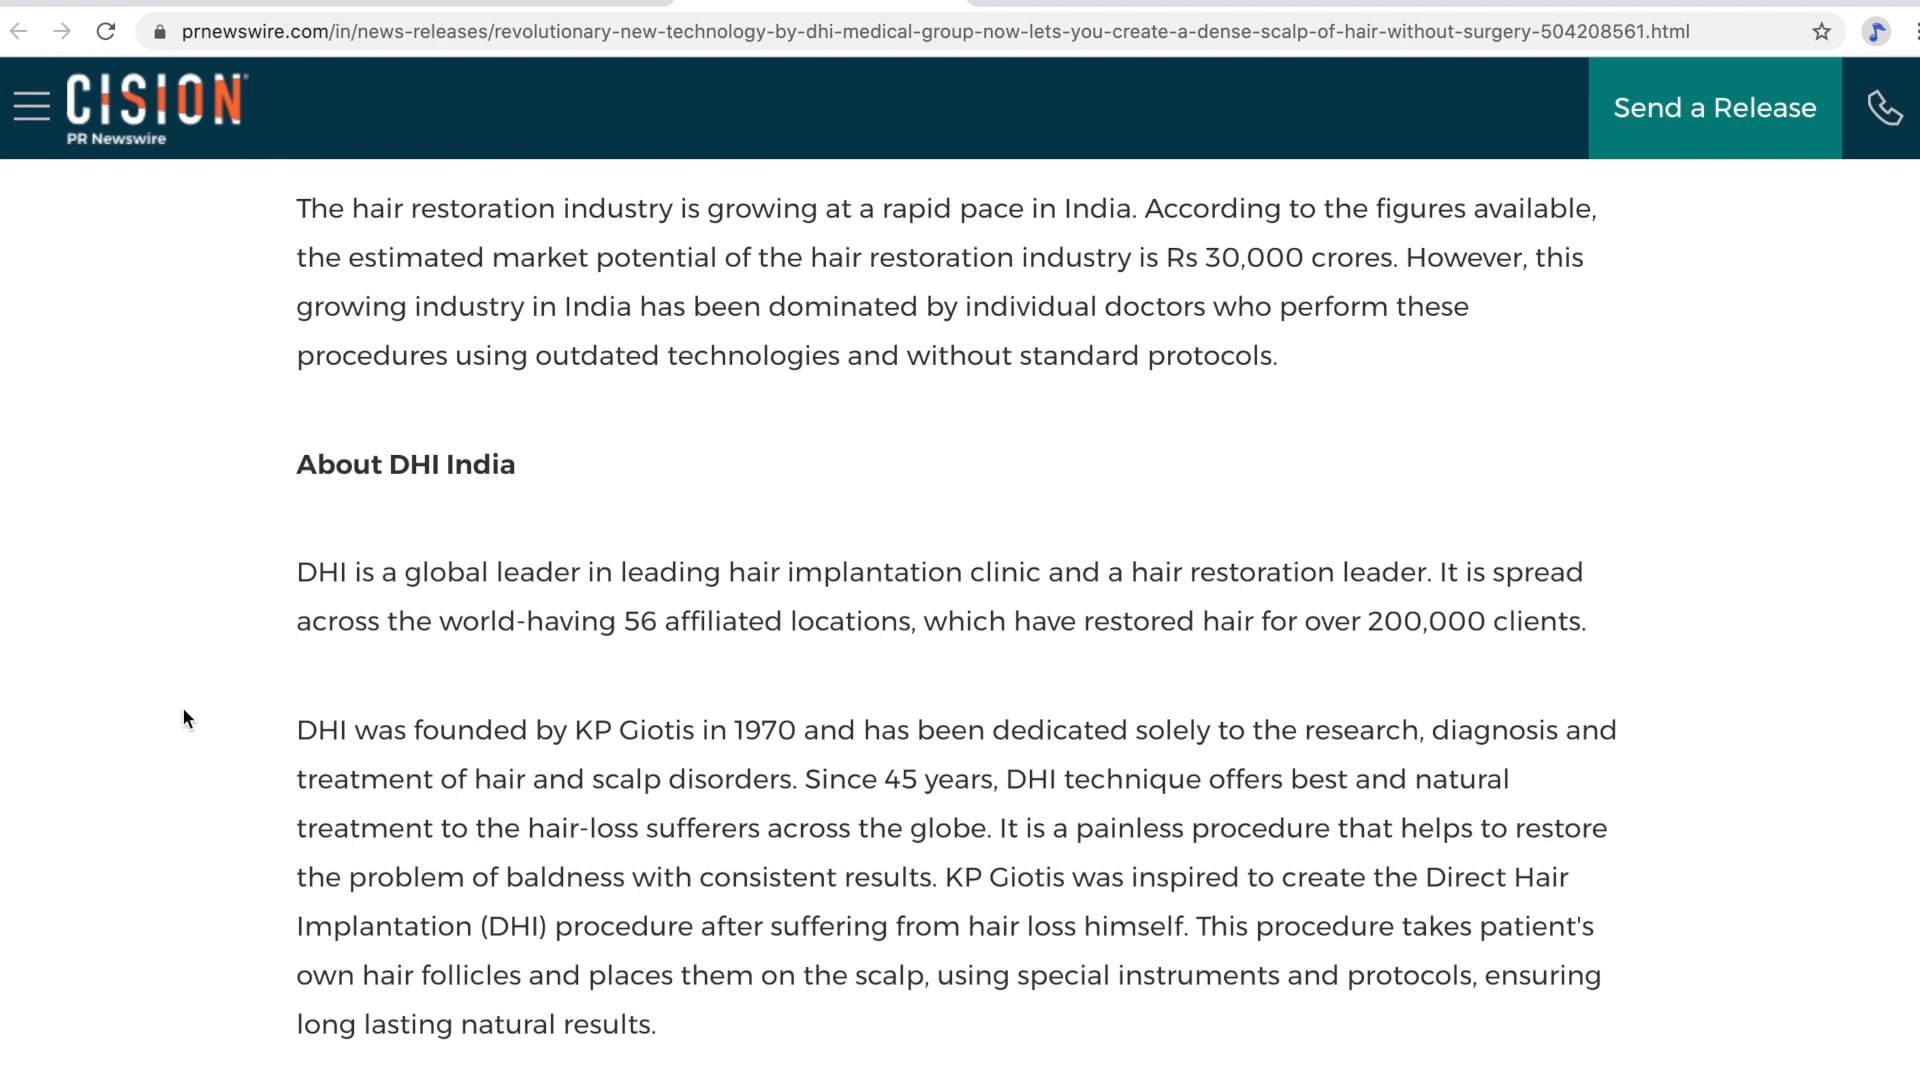 prnewswire.com/in/news-releases/revolutionary-new-technology-by-dhi-medical-group-now-lets-you-create-a-dense-scalp-of-hair-without-surgery-504208561.html
CISION
PR Newswire
Send a Release
The hair restoration industry is growing at a rapid pace in India. According to the figures available,
the estimated market potential of the hair restoration industry is Rs 30,000 crores. However, this
growing industry in India has been dominated by individual doctors who perform these
procedures using outdated technologies and without standard protocols.
About DHI India
DHI is a global leader in leading hair implantation clinic and a hair restoration leader. It is spread
across the world-having 56 affiliated locations, which have restored hair for over 200,000 clients.
DHI was founded by KP Giotis in 1970 and has been dedicated solely to the research, diagnosis and
treatment of hair and scalp disorders. Since 45 years, DHI technique offers best and natural
treatment to the hair-loss sufferers across the globe. It is a painless procedure that helps to restore
the problem of baldness with consistent results. KP Giotis was inspired to create the Direct Hair
Implantation (DHI) procedure after suffering from hair loss himself. This procedure takes patient's
own hair follicles and places them on the scalp, using special instruments and protocols, ensuring
long lasting natural results.